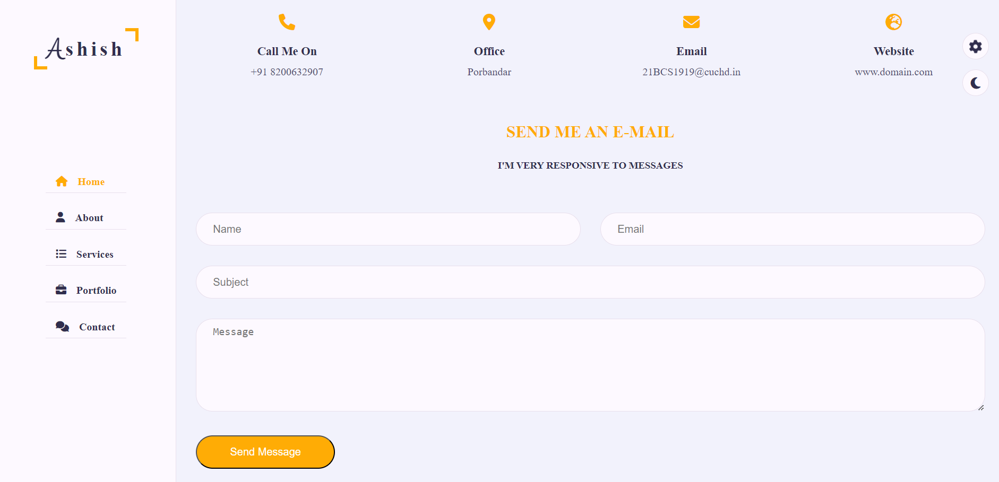 Ashish
Home
About
Services
Portfolio
Contact
Call Me On
+91 8200632907
Office
Porbandar
Email
21BCS1919@cuchd.in
Website
www.domain.com
SEND ME AN E-MAIL
I'M VERY RESPONSIVE TO MESSAGES
Name
Email
Subject
Message
Send Message